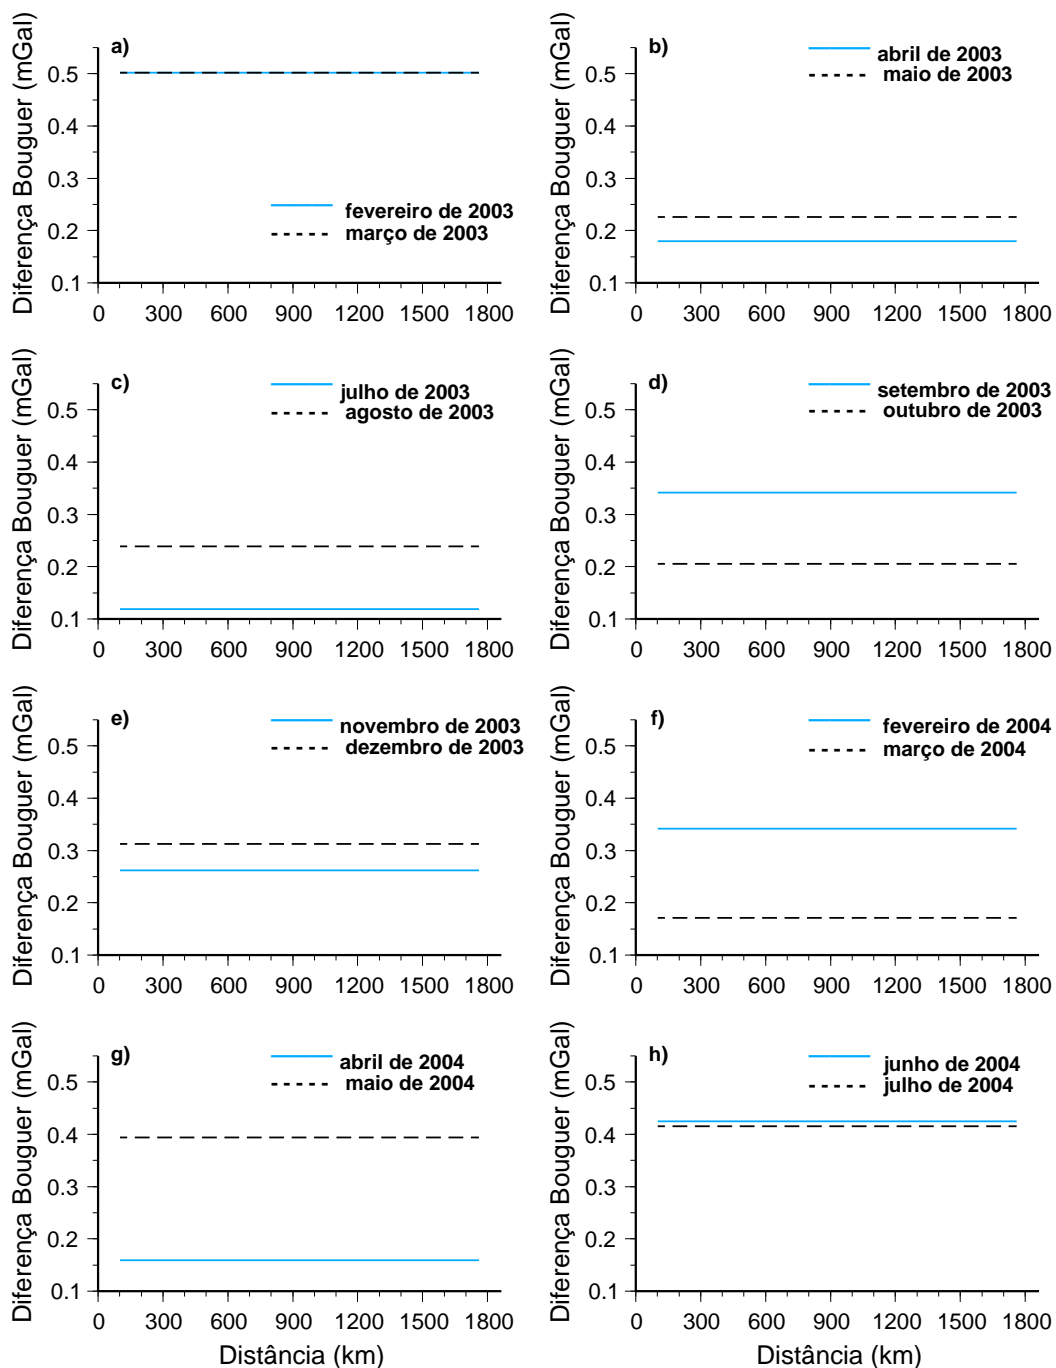 a)
Diferença Bouguer (mGal)
0.5
0.4
0.3
0.2
0.1
fevereiro de 2003
março de 2003
0 300 600 900 1200 1500 1800
b)
Diferença Bouguer (mGal)
abril de 2003
maio de 2003
0.5
0.4
0.3
0.2
0.1
0 300 600 900 1200 1500 1800
c)
Diferença Bouguer (mGal)
julho de 2003
agosto de 2003
0.5
0.4
0.3
0.2
0.1
0 300 600 900 1200 1500 1800
d)
Diferença Bouguer (mGal)
setembro de 2003
outubro de 2003
0.5
0.4
0.3
0.2
0.1
0 300 600 900 1200 1500 1800
e)
Diferença Bouguer (mGal)
novembro de 2003
dezembro de 2003
0.5
0.4
0.3
0.2
0.1
0 300 600 900 1200 1500 1800
f)
Diferença Bouguer (mGal)
fevereiro de 2004
março de 2004
0.5
0.4
0.3
0.2
0.1
0 300 600 900 1200 1500 1800
g)
Diferença Bouguer (mGal)
abril de 2004
maio de 2004
0.5
0.4
0.3
0.2
0.1
0 300 600 900 1200 1500 1800
Distância (km)
h)
Diferença Bouguer (mGal)
junho de 2004
julho de 2004
0.5
0.4
0.3
0.2
0.1
0 300 600 900 1200 1500 1800
Distância (km)